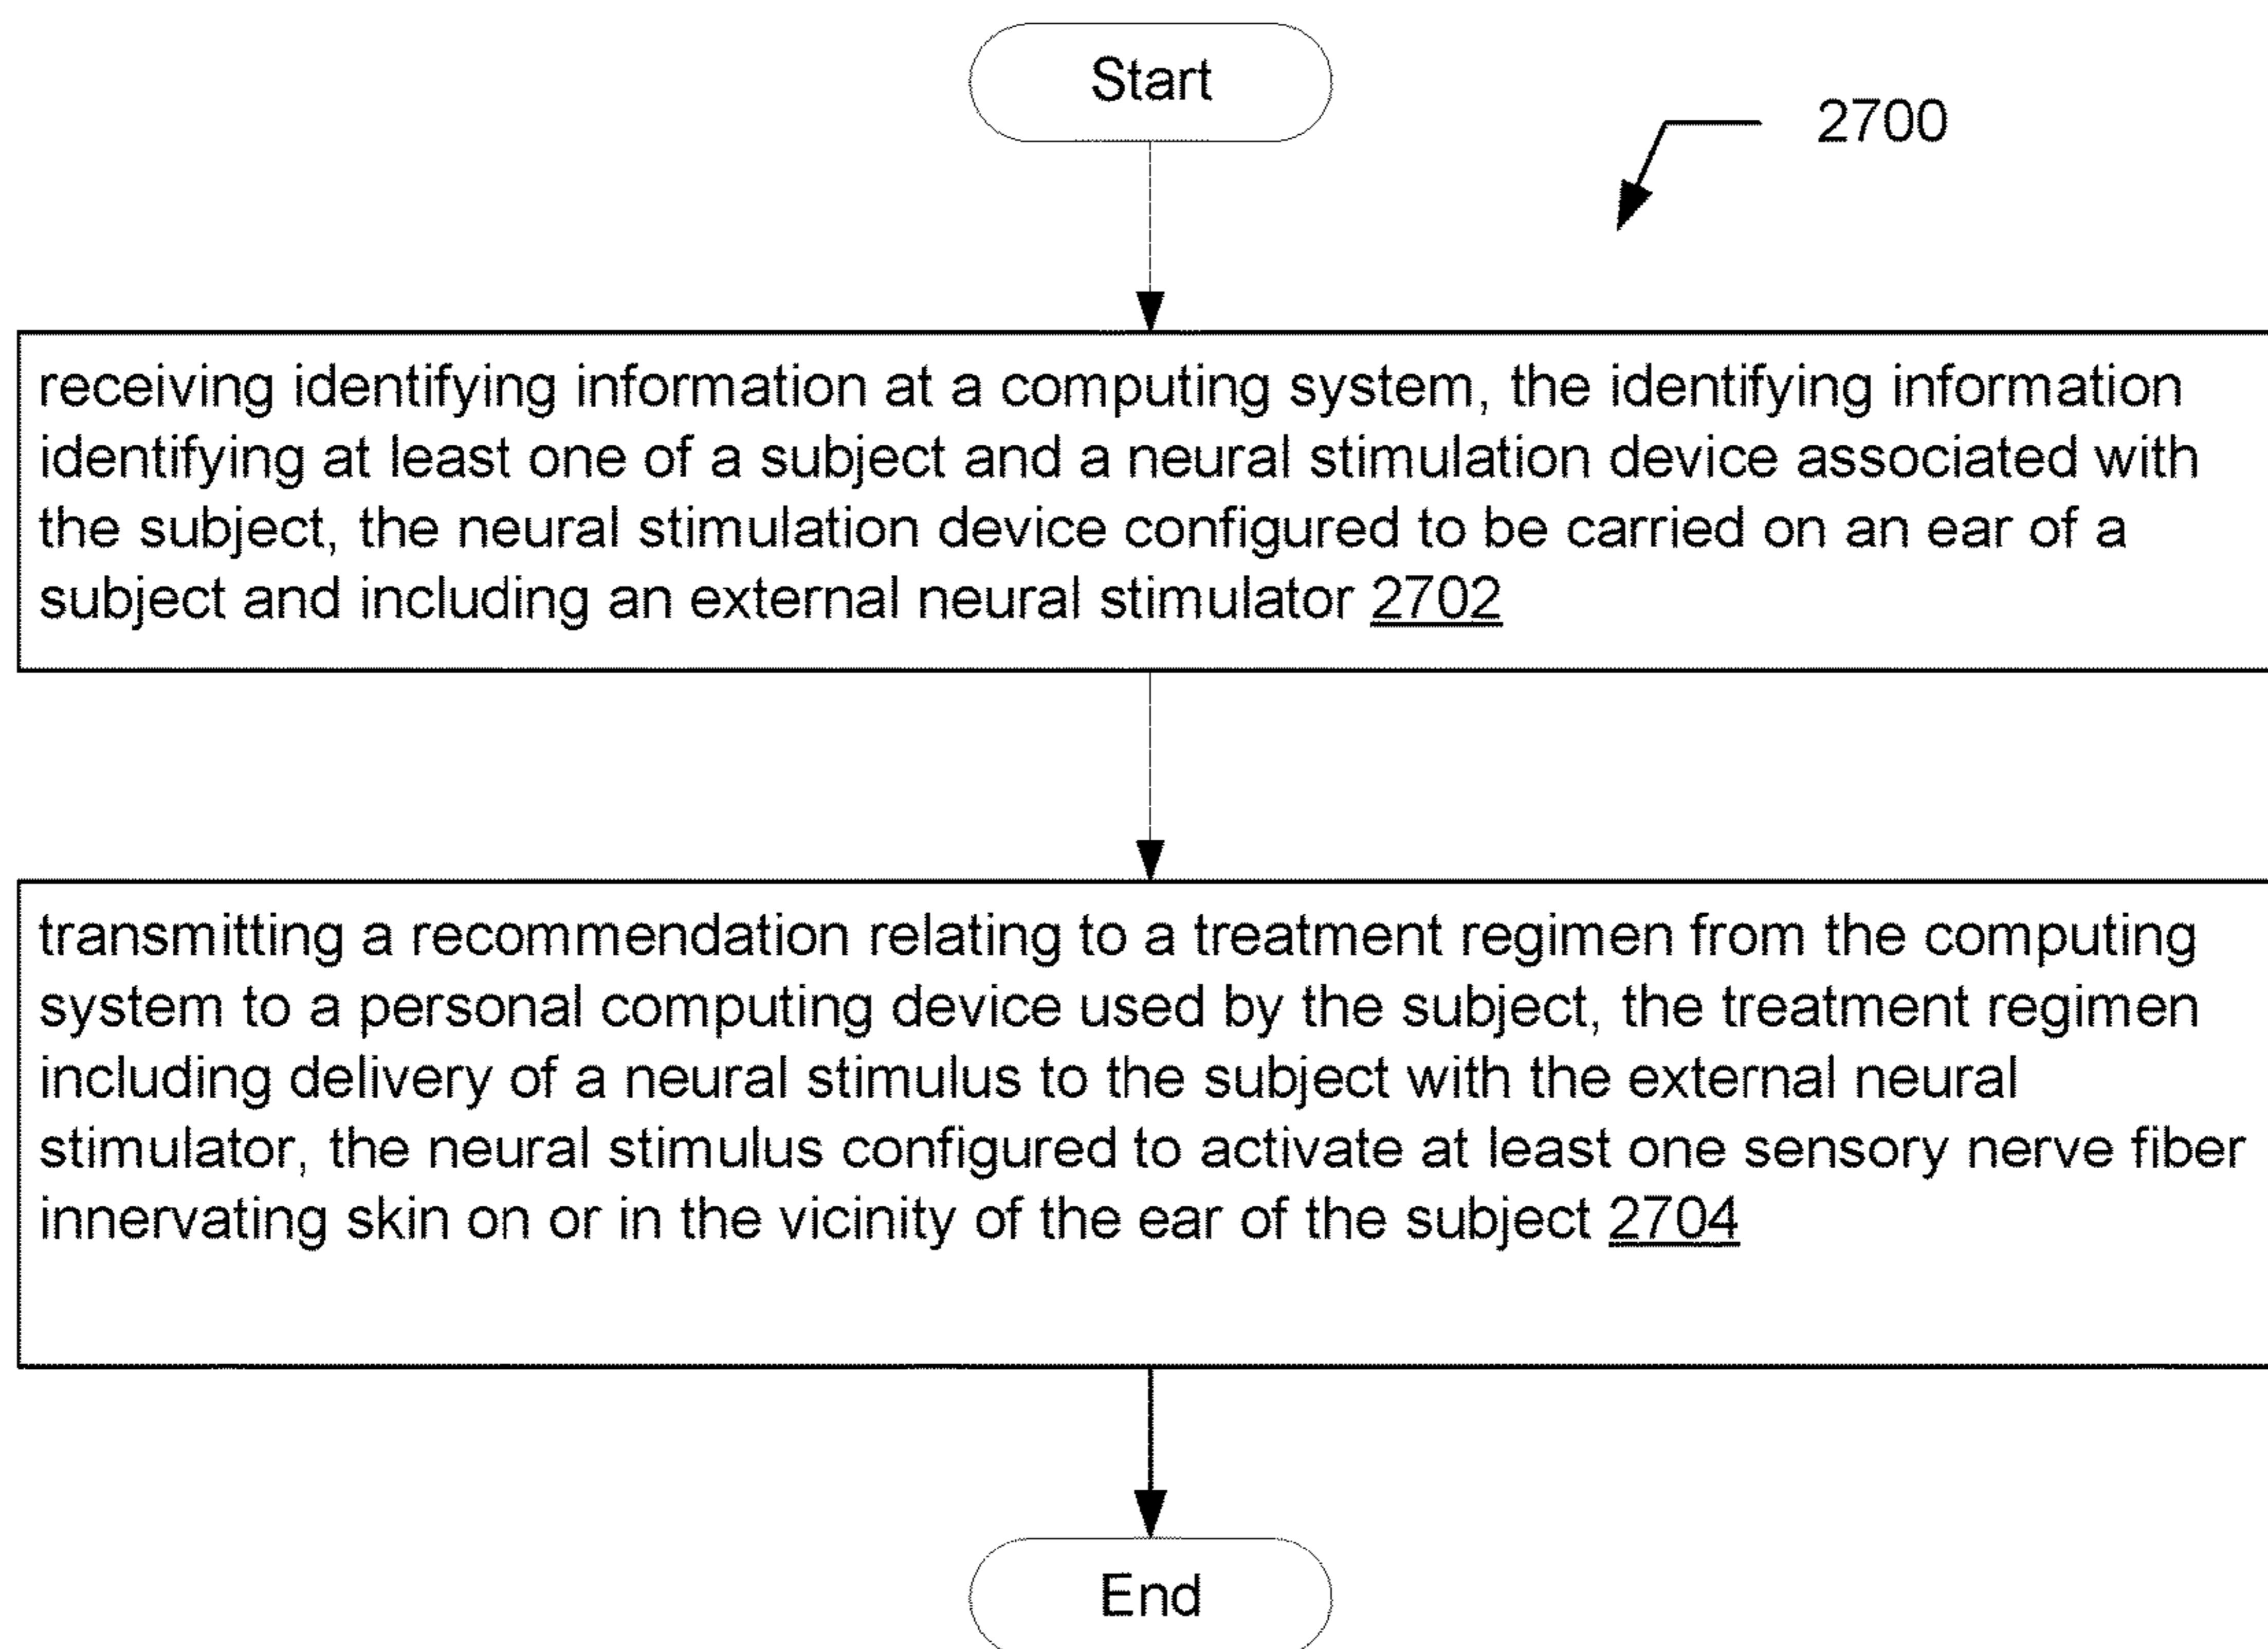 Start
2700
receiving identifying information at a computing system, the identifying information
identifying at least one of a subject and a neural stimulation device associated with
the subject, the neural stimulation device configured to be carried on an ear of a
subject and including an external neural stimulator 2702
transmitting a recommendation relating to a treatment regimen from the computing
system to a personal computing device used by the subject, the treatment regimen
including delivery of a neural stimulus to the subject with the external neural
stimulator, the neural stimulus configured to activate at least one sensory nerve fiber
innervating skin on or in the vicinity of the ear of the subject 2704
End